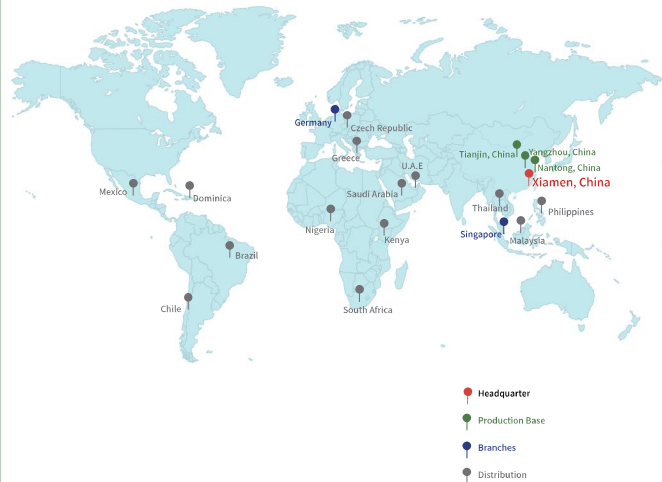 Germany
Czech Republic
Greece
Tianjin, China
Yangzhou, China
Nantong, China
Xiamen, China
U.A.E
Saudi Arabia
Mexico
Dominica
Thailand
Philippines
Nigeria
Kenya
Singapore
Malaysia
Brazil
Chile
South Africa
Headquarter
Production Base
Branches
Distribution